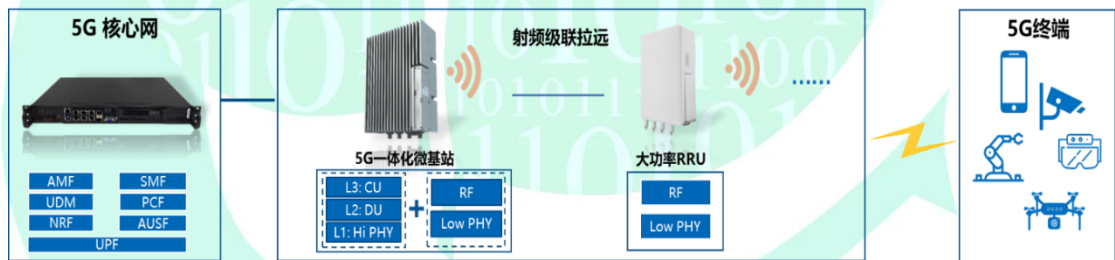 5G 核心网
AMF
SMF
UDM
PCF
NRF
AUSF
UPF
射频级联拉远
......
5G一体化微基站
L3: CU
L2: DU
L1: Hi PHY
+
RF
Low PHY
大功率RRU
RF
Low PHY
5G终端